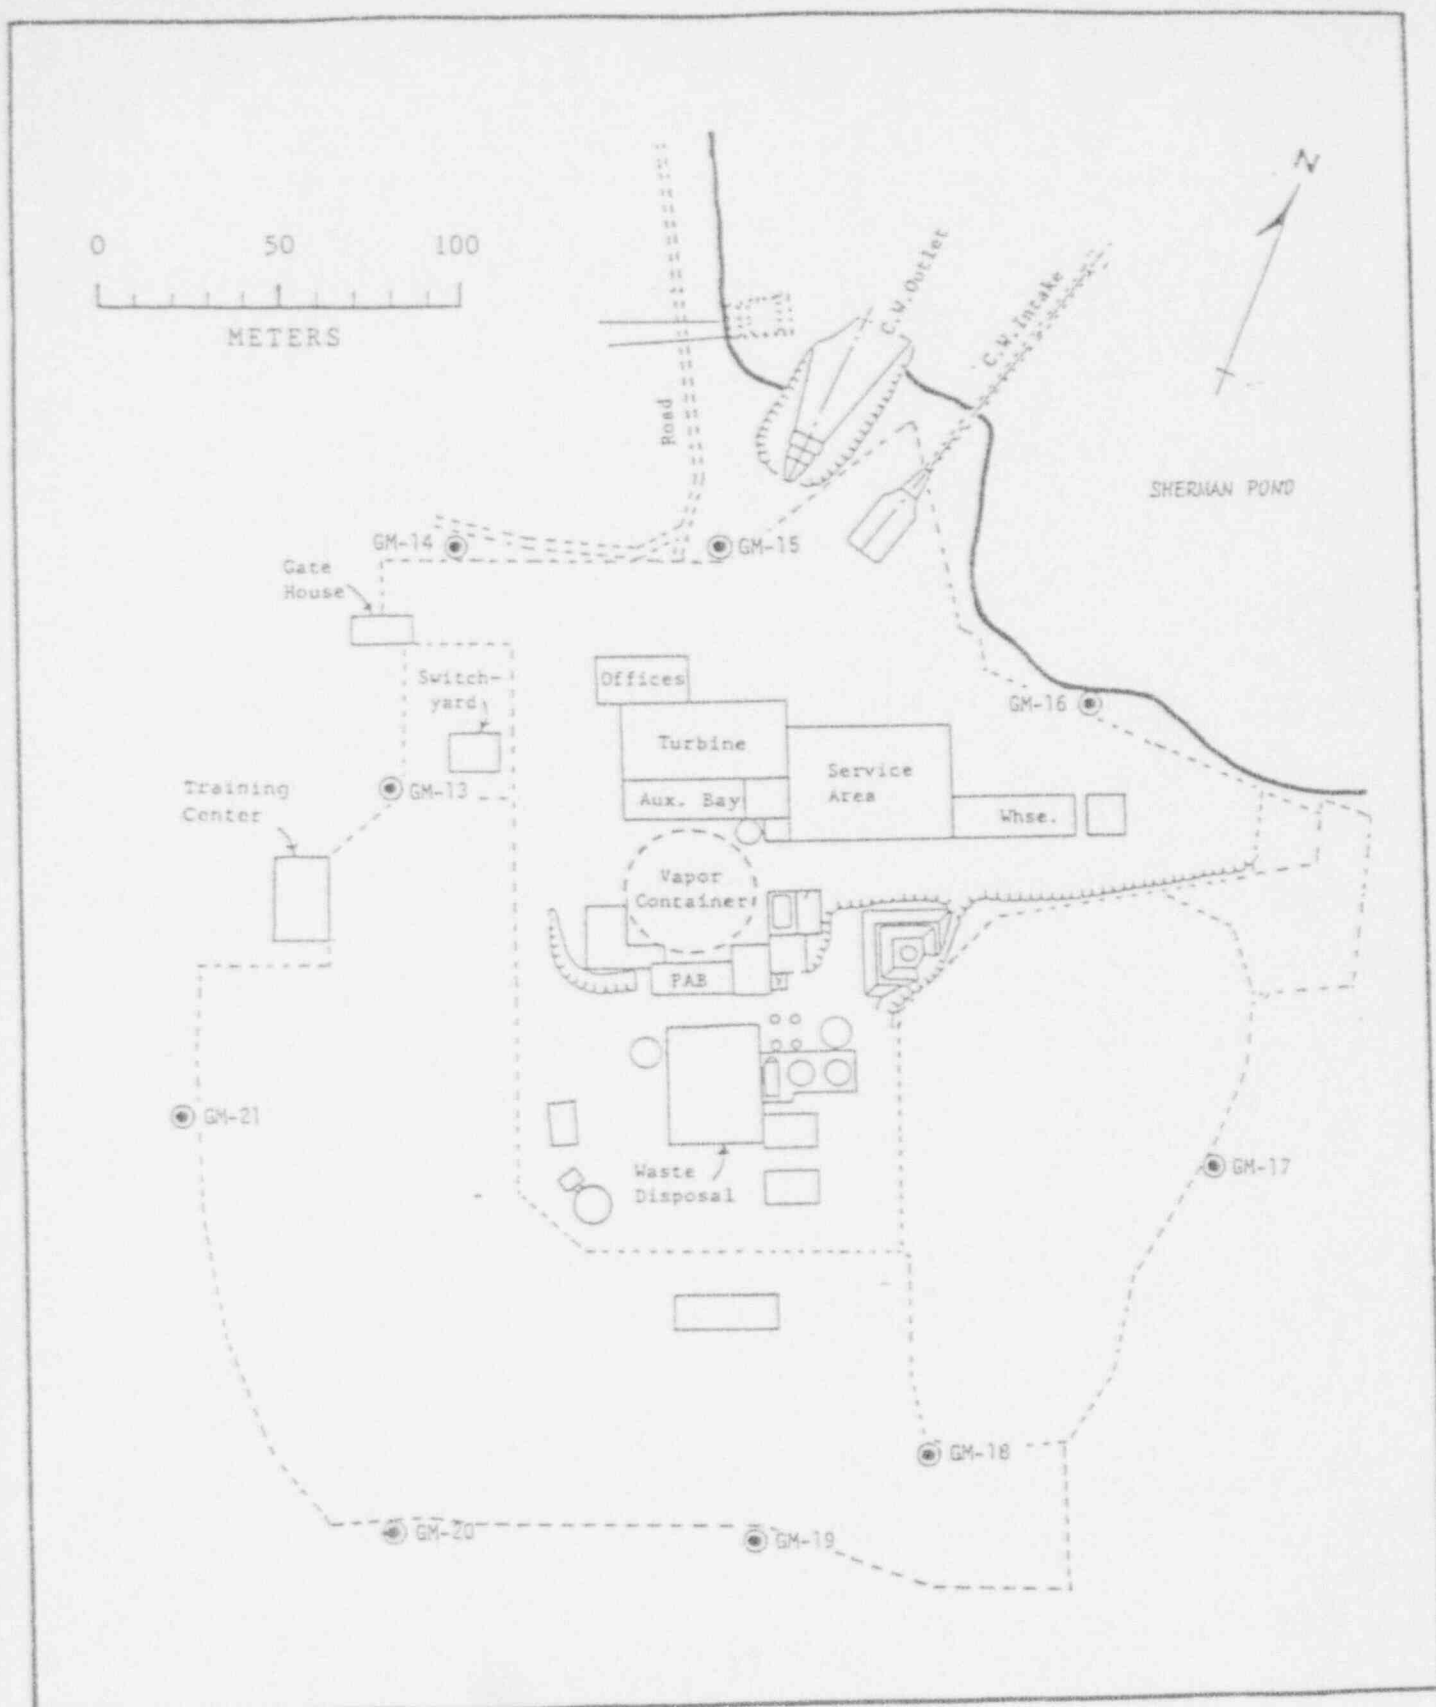 N
0 50 100
METERS
C.W.Outlet
C.W.Intake
Road
SHERMAN POND
GM-14
GM-15
Gate
House
Switch-
yard
Offices
GM-16
Turbine
Service
Area
Training
Center
GM-13
Aux. Bay
Whse.
Vapor
Container
PAB
GM-21
GM-17
Waste
Disposal
GM-18
GM-20
GM-19